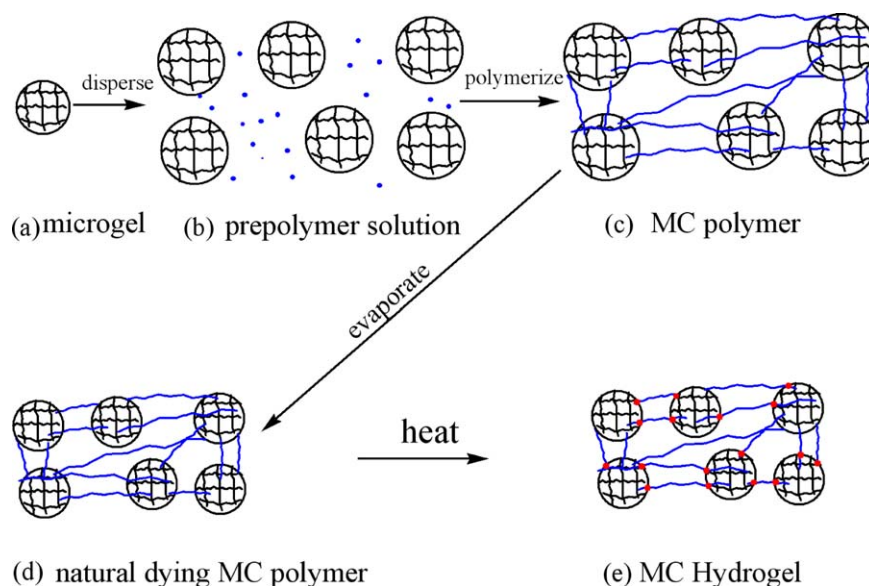 disperse
polymerize
(a) microgel
(b) prepolymer solution
(c) MC polymer
evaporate
heat
(d) natural dying MC polymer
(e) MC Hydrogel